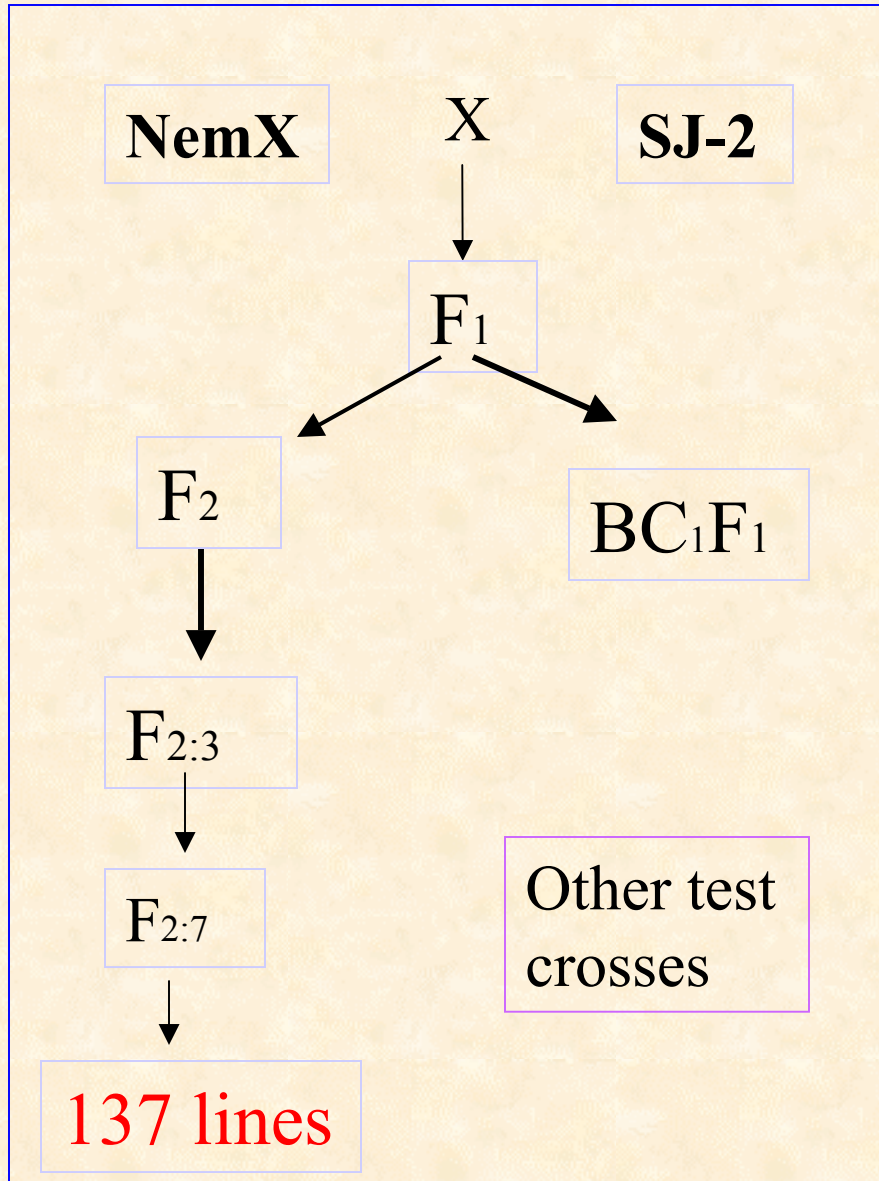 NemX X SJ-2
F₁
F₂
BC₁F₁
F₂:₃
F₂:₇
Other test
crosses
137 lines